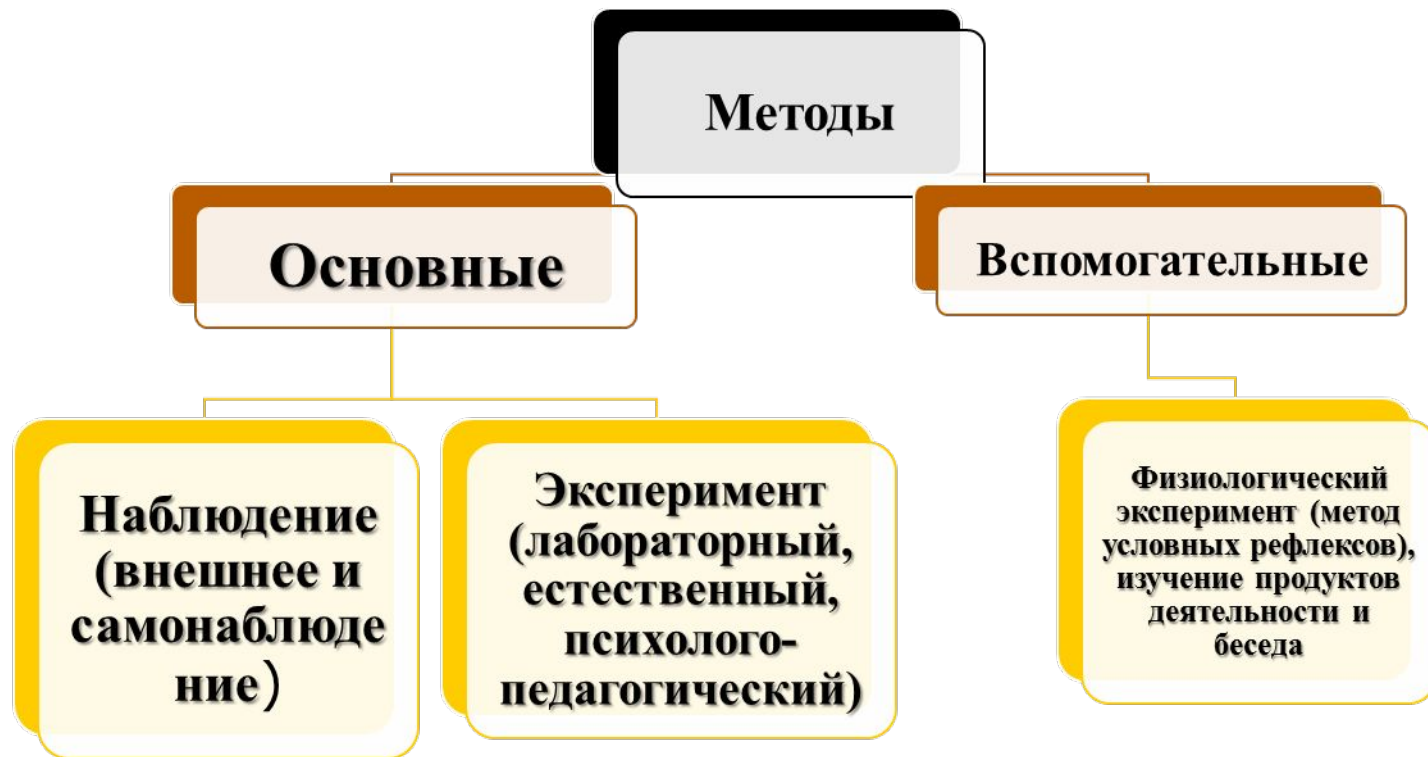 Методы
Основные
Вспомогательные
Наблюдение
(внешнее и
самонаблюде
ние)
Эксперимент
(лабораторный,
естественный,
психолого-
педагогический)
Физиологический
эксперимент (метод
условных рефлексов),
изучение продуктов
деятельности и
беседа